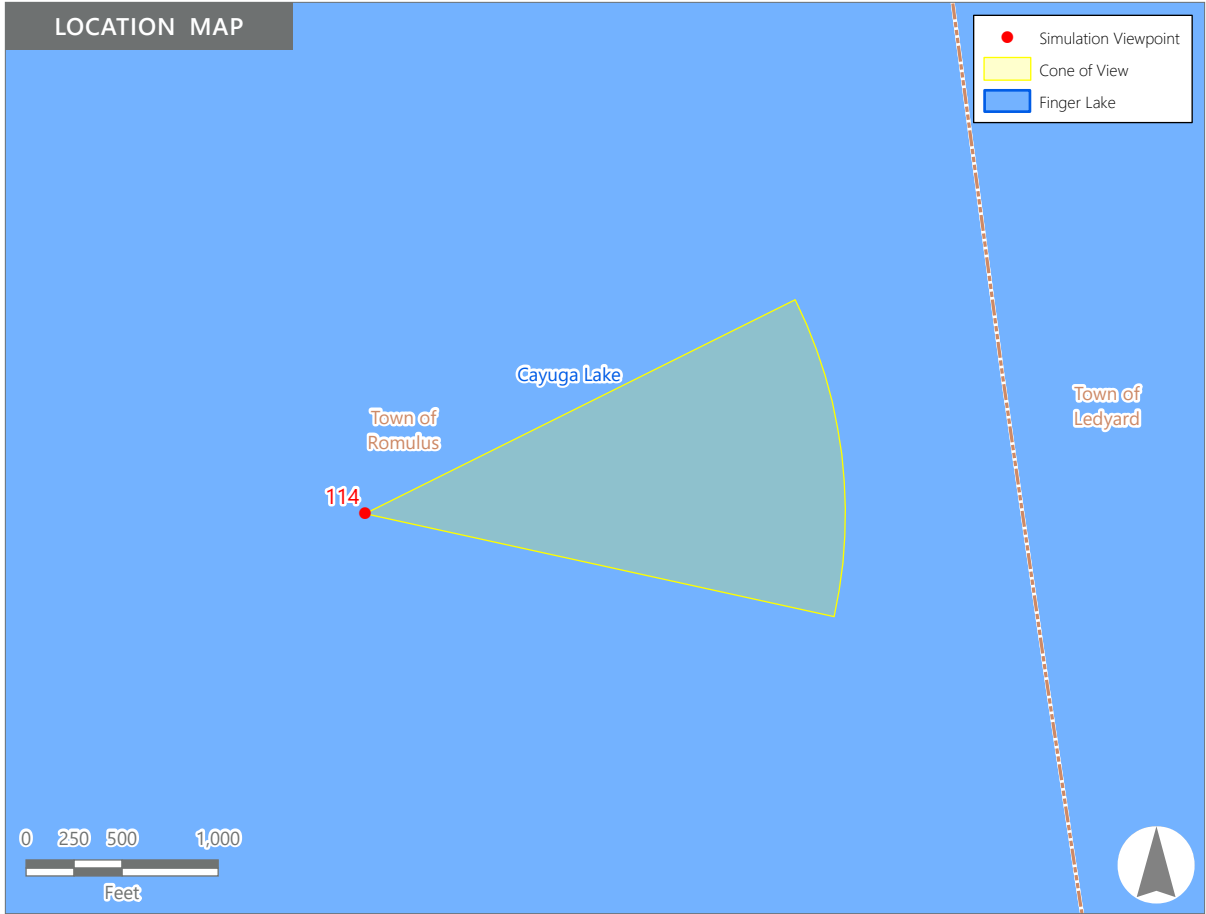 LOCATION MAP
Simulation Viewpoint
Cone of View
Finger Lake
Cayuga Lake
Town of
Romulus
Town of
Ledyard
114
0 250 500 1,000
Feet